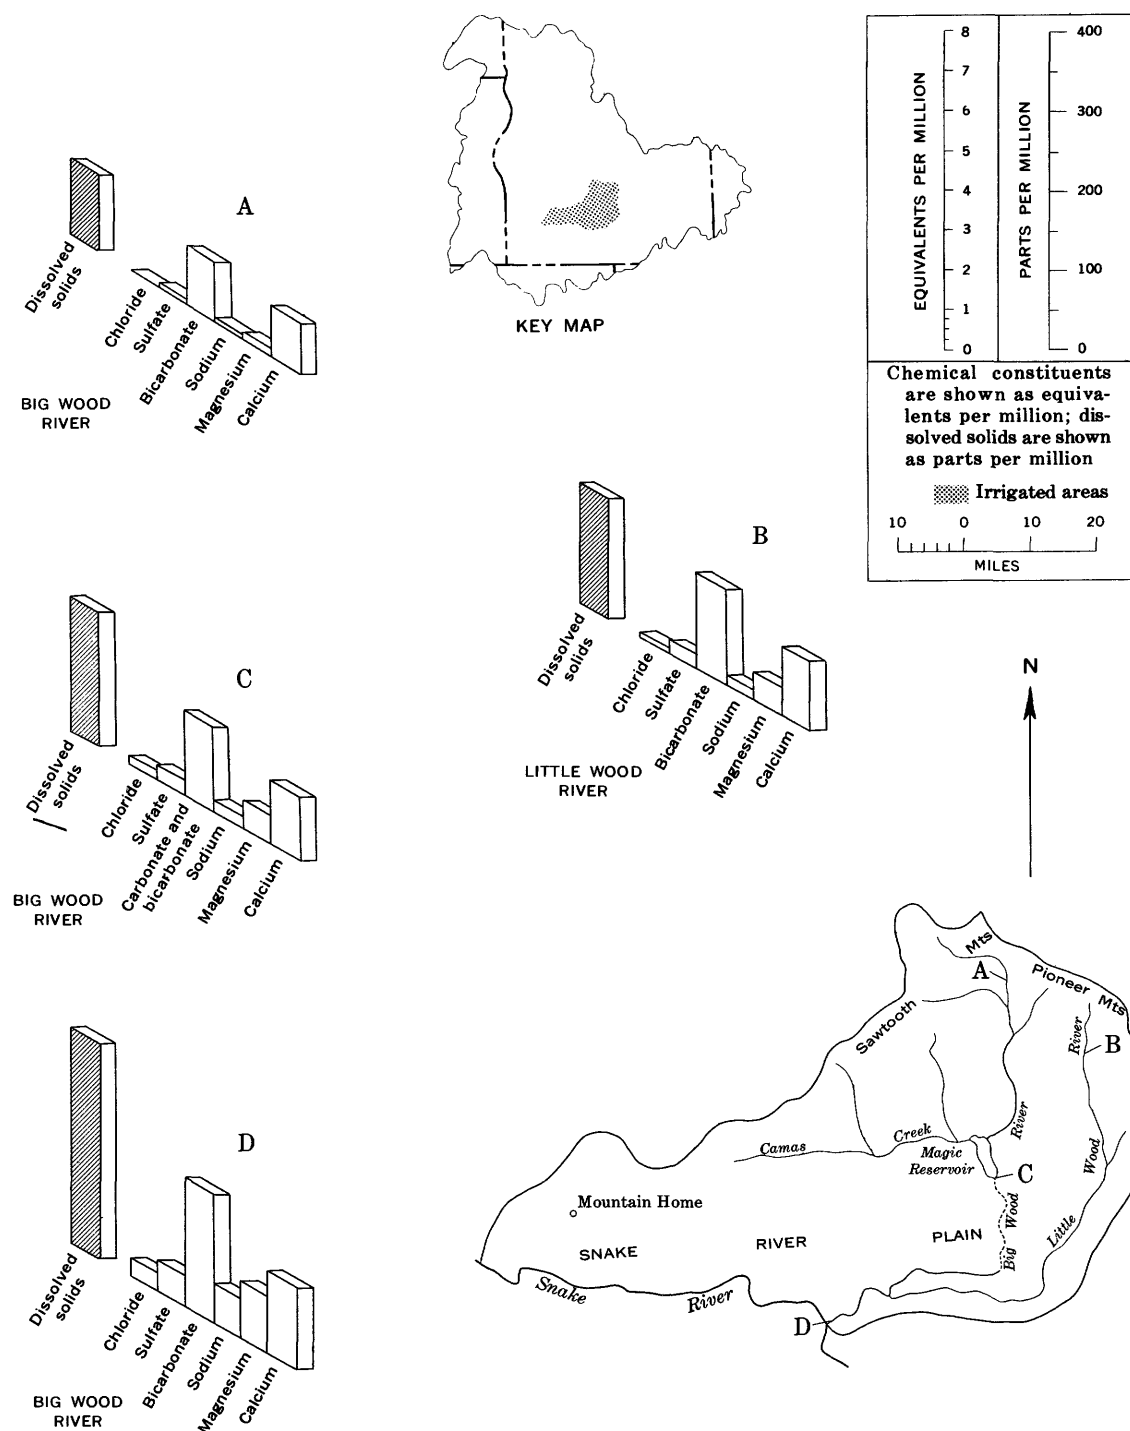 A
Dissolved
solids
Chloride
Sulfate
Bicarbonate
Sodium
Magnesium
Calcium
BIG WOOD
RIVER
KEY MAP
EQUIVALENTS PER MILLION
8
7
6
5
4
3
2
1
0
PARTS PER MILLION
400
300
200
100
0
Chemical constituents
are shown as equiva-
lents per million; dis-
solved solids are shown
as parts per million
Irrigated areas
10 0 10 20
MILES
B
Dissolved
solids
Chloride
Sulfate
Bicarbonate
Sodium
Magnesium
Calcium
LITTLE WOOD
RIVER
C
Dissolved
solids
Chloride
Sulfate
Carbonate and
bicarbonate
Sodium
Magnesium
Calcium
BIG WOOD
RIVER
D
Dissolved
solids
Chloride
Sulfate
Bicarbonate
Sodium
Magnesium
Calcium
BIG WOOD
RIVER
N
Sawtooth Mts
A
Pioneer Mts
B
River
Camas Creek
Magic
Reservoir
River
C
Wood
Wood
Little
Big
Mountain Home
SNAKE RIVER PLAIN
Snake River
D